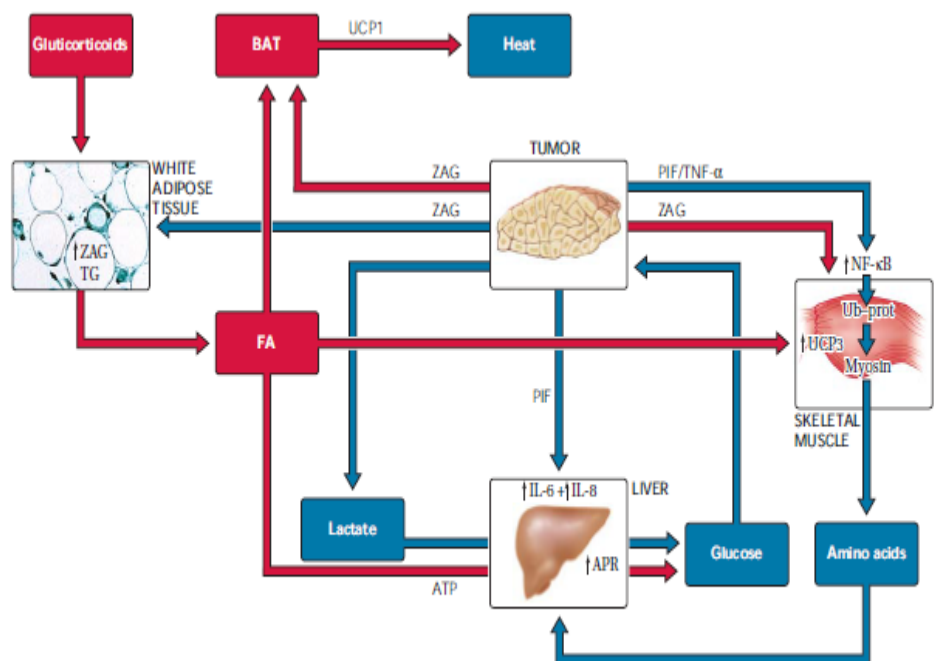 Gluticorticoids
BAT
UCP1
Heat
TUMOR
WHITE
ADIPOSE
TISSUE
ZAG
PIF/TNF-α
ZAG
ZAG
↑ZAG
TG
↑NF-κB
Ub-prot
↑UCP3
Myosin
FA
PIF
SKELETAL
MUSCLE
↑IL-6 +↑IL-8
LIVER
Lactate
↑APR
Glucose
Amino acids
ATP